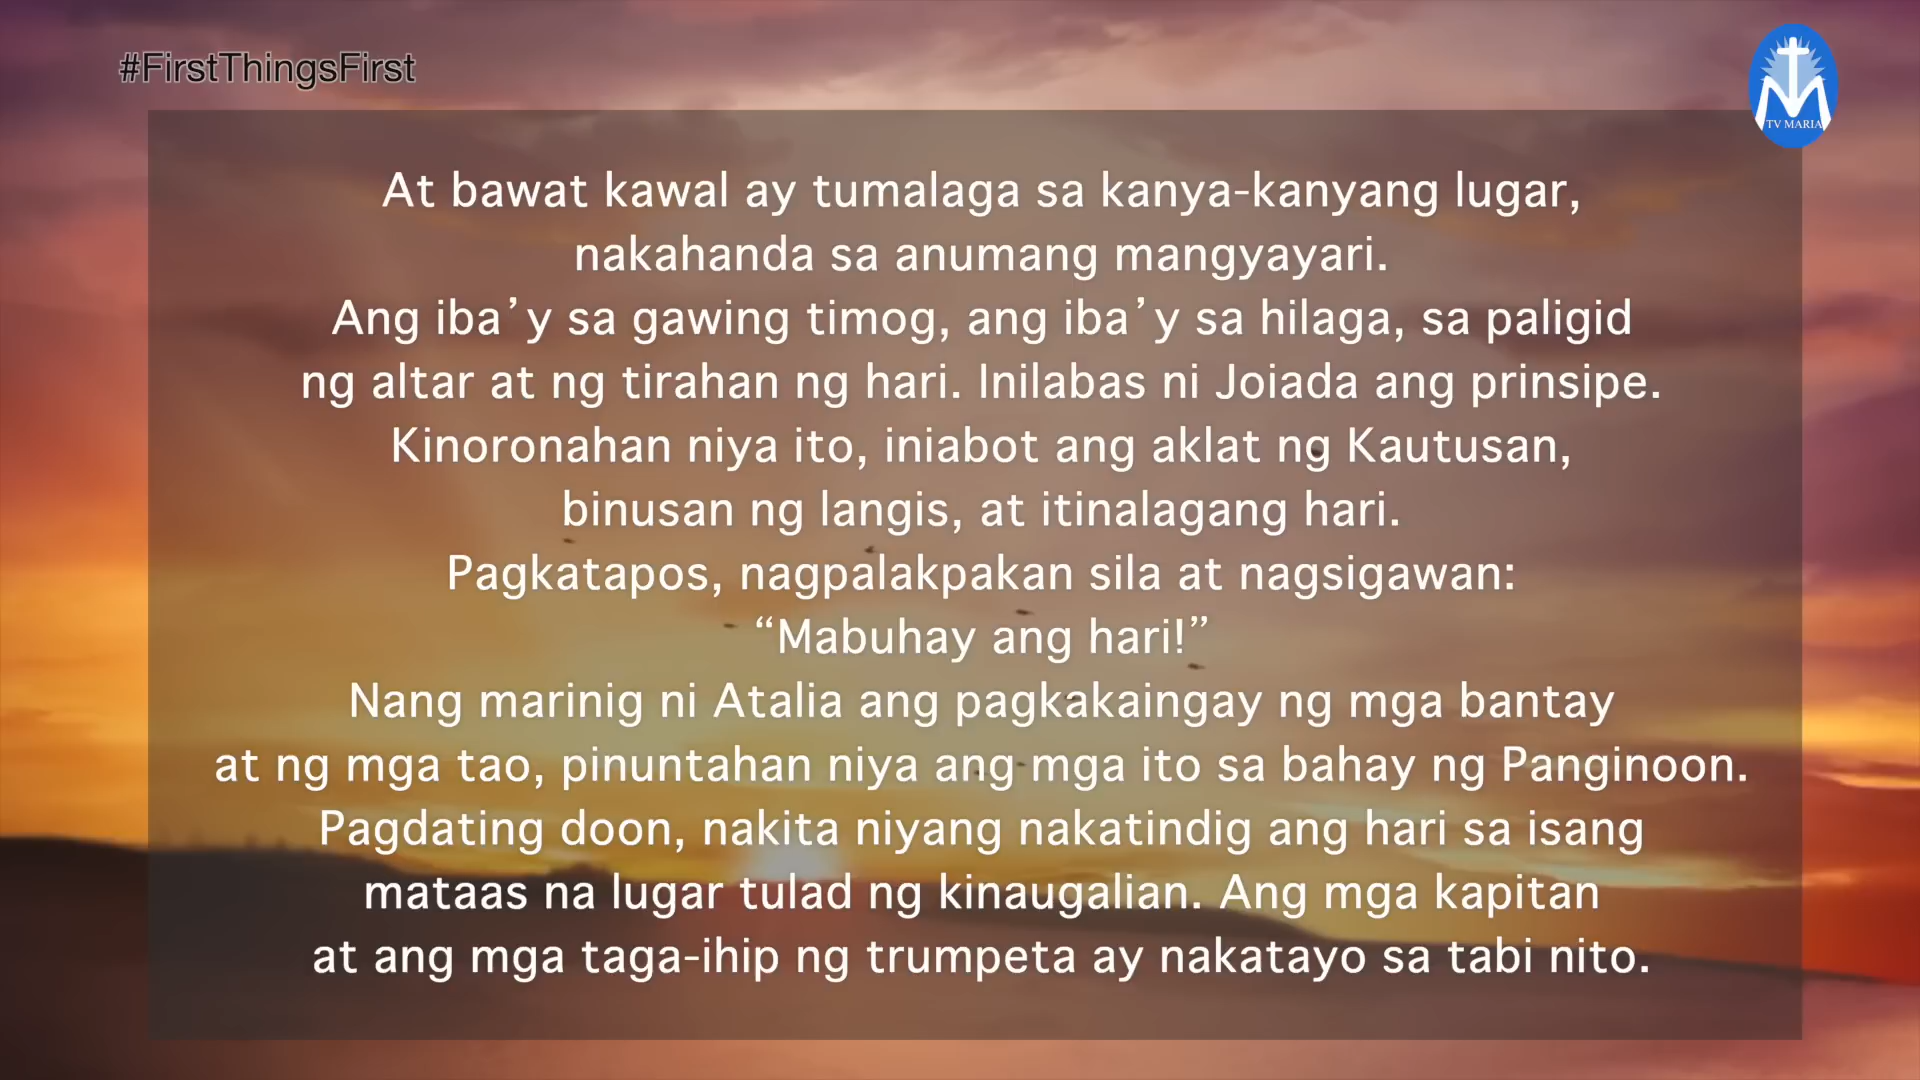 #FirstThingsFirst
TV MARIA
At bawat kawal ay tumalaga sa kanya-kanyang lugar,
nakahanda sa anumang mangyayari.
Ang iba’y sa gawing timog, ang iba’y sa hilaga, sa paligid
ng altar at ng tirahan ng hari. Inilabas ni Joiada ang prinsipe.
Kinoronahan niya ito, iniabot ang aklat ng Kautusan,
binusan ng langis, at itinalagang hari.
Pagkatapos, nagpalakpakan sila at nagsigawan:
“Mabuhay ang hari!”
Nang marinig ni Atalia ang pagkakaingay ng mga bantay
at ng mga tao, pinuntahan niya ang mga ito sa bahay ng Panginoon.
Pagdating doon, nakita niyang nakatindig ang hari sa isang
mataas na lugar tulad ng kinaugalian. Ang mga kapitan
at ang mga taga-ihip ng trumpeta ay nakatayo sa tabi nito.